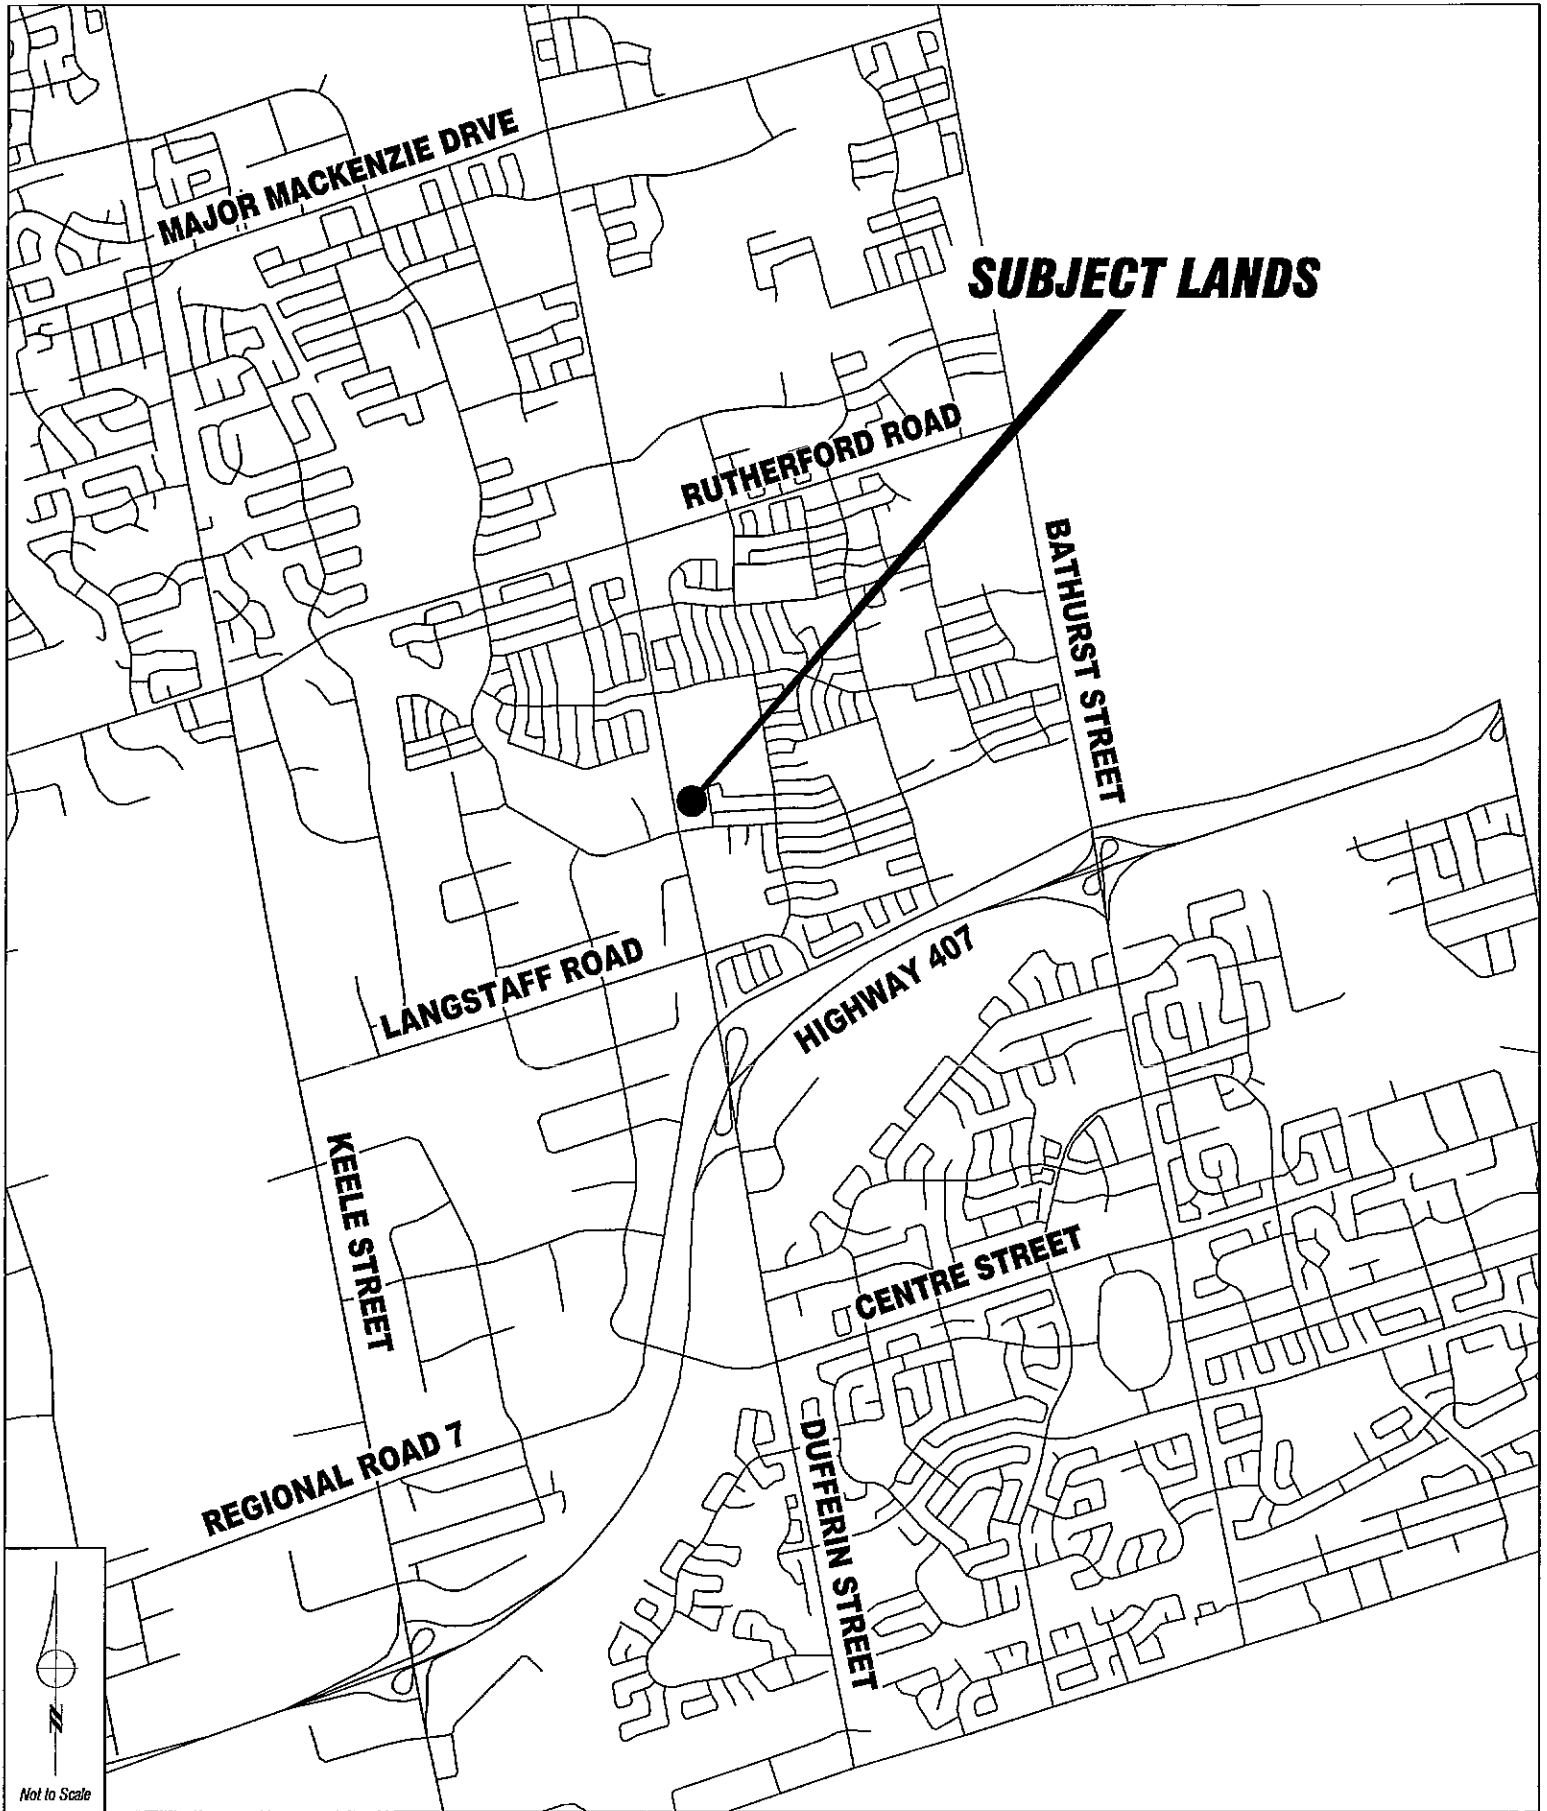 MAJOR MACKENZIE DRVE
SUBJECT LANDS
RUTHERFORD ROAD
BATHURST STREET
LANGSTAFF ROAD
HIGHWAY 407
KEELE STREET
CENTRE STREET
REGIONAL ROAD 7
DUFFERIN STREET
N
Not to Scale